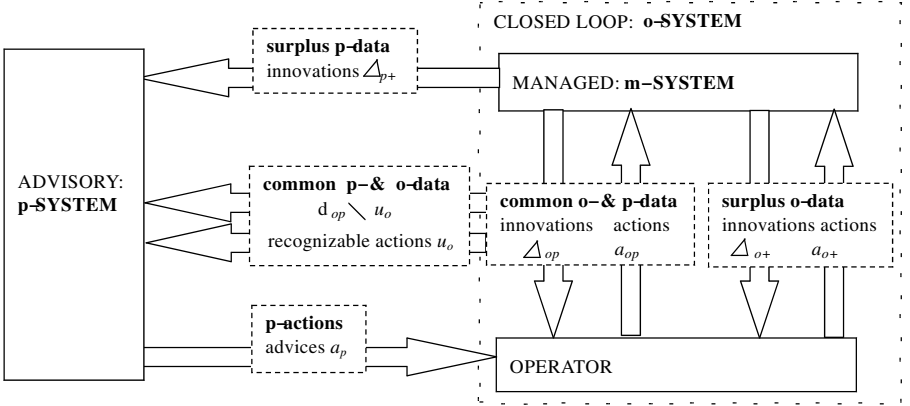 CLOSED LOOP: o-SYSTEM
surplus p-data
innovations Δp+
MANAGED: m-SYSTEM
ADVISORY:
p-SYSTEM
common p- & o-data
dop \ uo
recognizable actions uo
common o- & p-data
innovations actions
Δop aop
surplus o-data
innovations actions
Δo+ ao+
p-actions
advices ap
OPERATOR